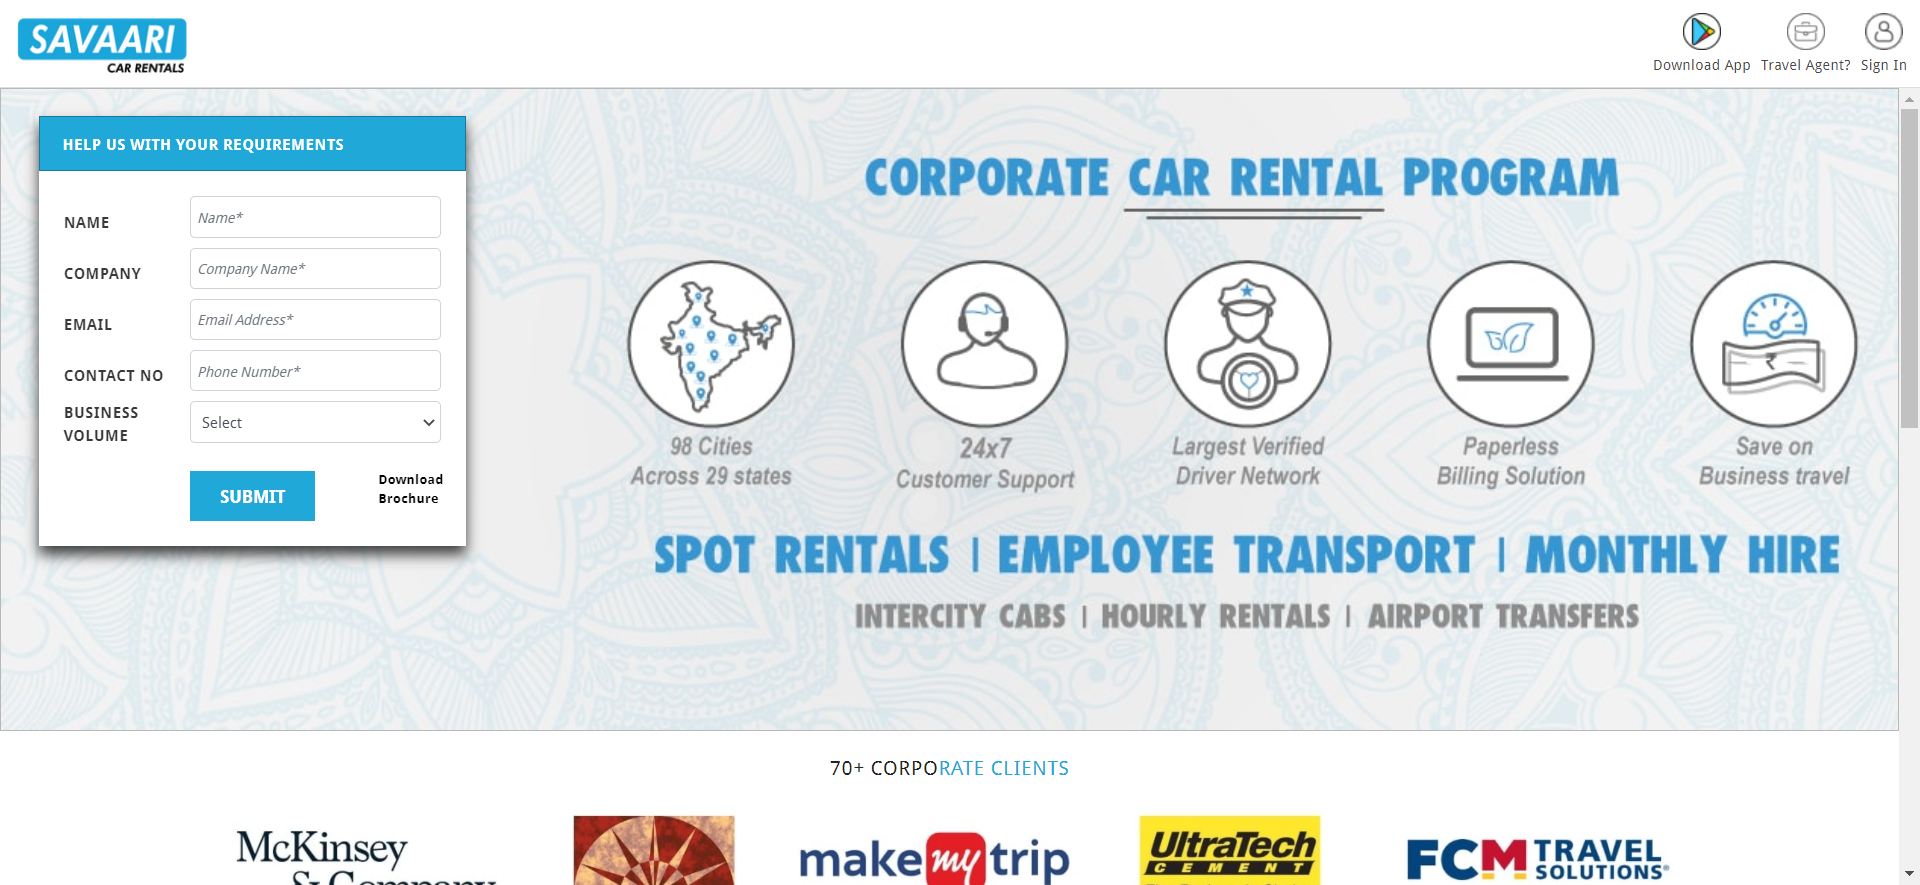 SAVAARI
CAR RENTALS
Download App
Travel Agent?
Sign In
HELP US WITH YOUR REQUIREMENTS
NAME
Name*
COMPANY
Company Name*
EMAIL
Email Address*
CONTACT NO
Phone Number*
BUSINESS
VOLUME
Select
SUBMIT
Download
Brochure
CORPORATE CAR RENTAL PROGRAM
98 Cities
Across 29 states
24x7
Customer Support
Largest Verified
Driver Network
₹
Paperless
Billing Solution
Save on
Business travel
SPOT RENTALS | EMPLOYEE TRANSPORT | MONTHLY HIRE
INTERCITY CABS | HOURLY RENTALS | AIRPORT TRANSFERS
70+ CORPORATE CLIENTS
McKinsey
& Company
make my trip
UltraTech
CEMENT
FCM TRAVEL
SOLUTIONS®